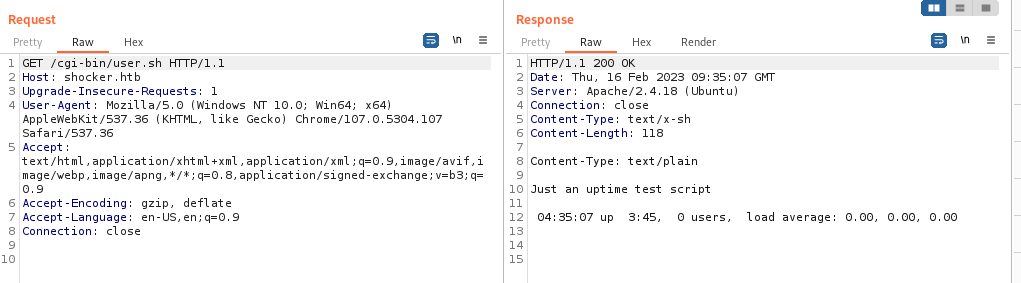 Request
Pretty Raw Hex
\n
1 GET /cgi-bin/user.sh HTTP/1.1
2 Host: shocker.htb
3 Upgrade-Insecure-Requests: 1
4 User-Agent: Mozilla/5.0 (Windows NT 10.0; Win64; x64)
AppleWebKit/537.36 (KHTML, like Gecko) Chrome/107.0.5304.107
Safari/537.36
5 Accept:
text/html,application/xhtml+xml,application/xml;q=0.9,image/avif,i
mage/webp,image/apng,*/*;q=0.8,application/signed-exchange;v=b3;q=
0.9
6 Accept-Encoding: gzip, deflate
7 Accept-Language: en-US,en;q=0.9
8 Connection: close
9
10
Response
Pretty Raw Hex Render
\n
1 HTTP/1.1 200 OK
2 Date: Thu, 16 Feb 2023 09:35:07 GMT
3 Server: Apache/2.4.18 (Ubuntu)
4 Connection: close
5 Content-Type: text/x-sh
6 Content-Length: 118
7
8 Content-Type: text/plain
9
10 Just an uptime test script
11
12  04:35:07 up  3:45,  0 users,  load average: 0.00, 0.00, 0.00
13
14
15